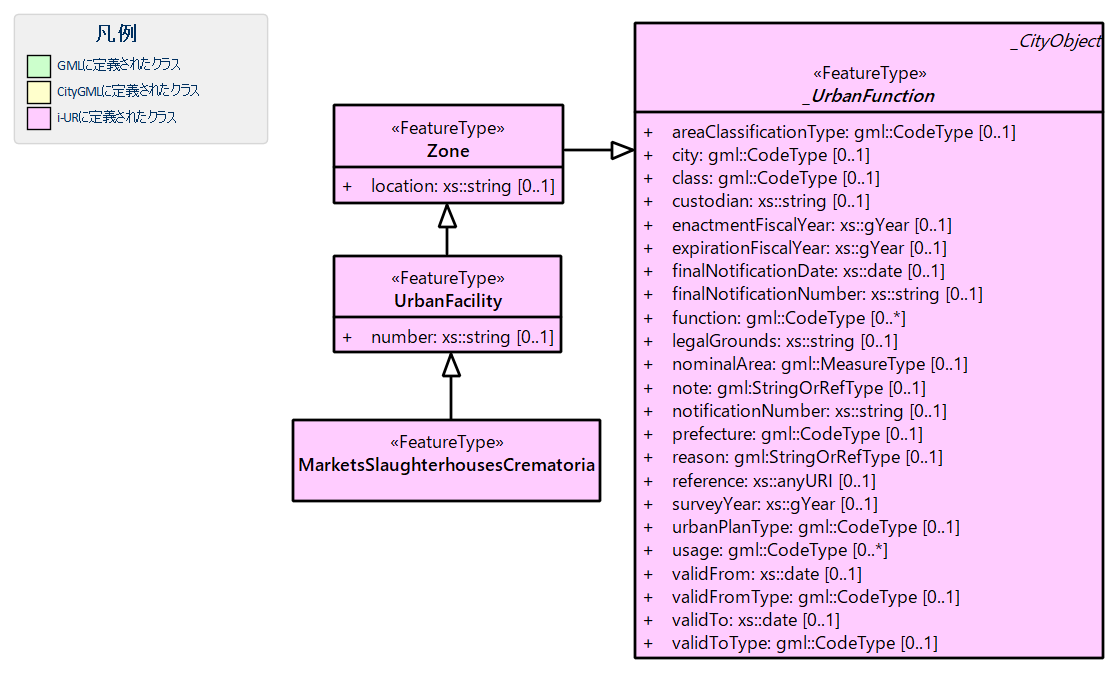 凡例
GMLに定義されたクラス
CityGMLに定義されたクラス
i-URに定義されたクラス
«FeatureType»
Zone
+ location: xs::string [0..1]
«FeatureType»
UrbanFacility
+ number: xs::string [0..1]
«FeatureType»
MarketsSlaughterhousesCrematoria
_CityObject
«FeatureType»
_UrbanFunction
+ areaClassificationType: gml::CodeType [0..1]
+ city: gml::CodeType [0..1]
+ class: gml::CodeType [0..1]
+ custodian: xs::string [0..1]
+ enactmentFiscalYear: xs::gYear [0..1]
+ expirationFiscalYear: xs::gYear [0..1]
+ finalNotificationDate: xs::date [0..1]
+ finalNotificationNumber: xs::string [0..1]
+ function: gml::CodeType [0..*]
+ legalGrounds: xs::string [0..1]
+ nominalArea: gml::MeasureType [0..1]
+ note: gml:StringOrRefType [0..1]
+ notificationNumber: xs::string [0..1]
+ prefecture: gml::CodeType [0..1]
+ reason: gml:StringOrRefType [0..1]
+ reference: xs::anyURI [0..1]
+ surveyYear: xs::gYear [0..1]
+ urbanPlanType: gml::CodeType [0..1]
+ usage: gml::CodeType [0..*]
+ validFrom: xs::date [0..1]
+ validFromType: gml::CodeType [0..1]
+ validTo: xs::date [0..1]
+ validToType: gml::CodeType [0..1]